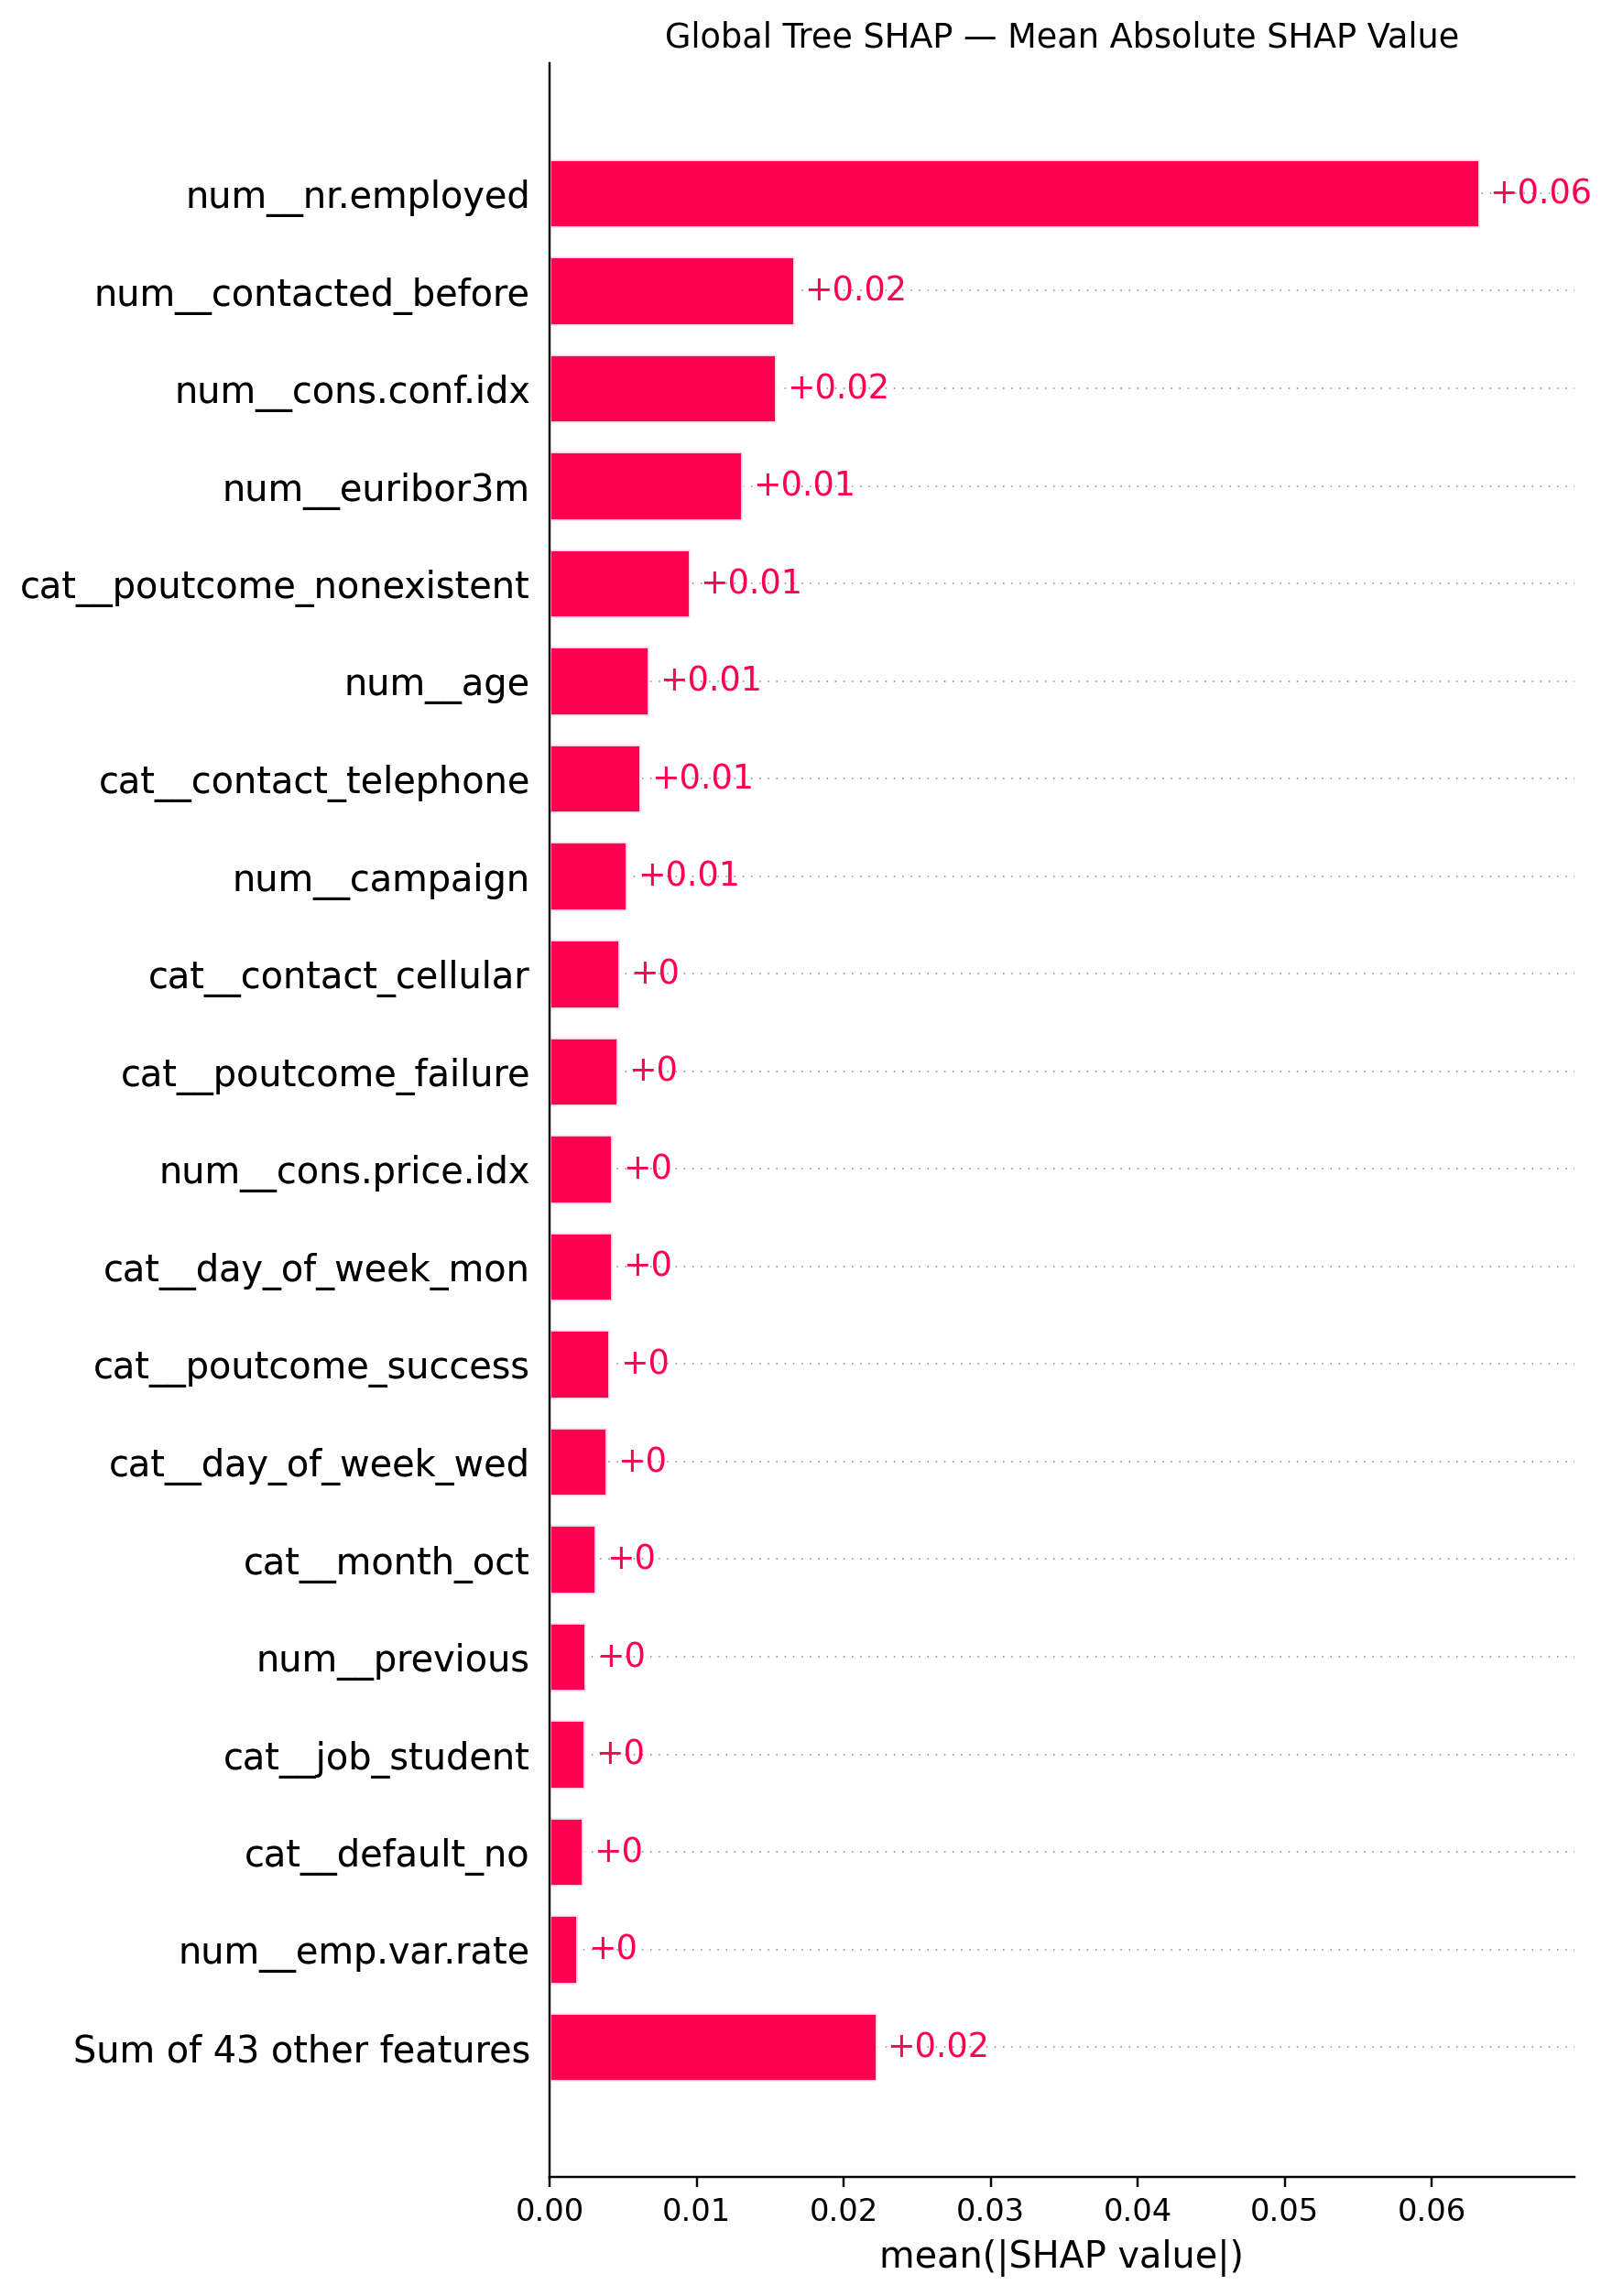 Global Tree SHAP — Mean Absolute SHAP Value
num__nr.employed +0.06
num__contacted_before +0.02
num__cons.conf.idx +0.02
num__euribor3m +0.01
cat__poutcome_nonexistent +0.01
num__age +0.01
cat__contact_telephone +0.01
num__campaign +0.01
cat__contact_cellular +0
cat__poutcome_failure +0
num__cons.price.idx +0
cat__day_of_week_mon +0
cat__poutcome_success +0
cat__day_of_week_wed +0
cat__month_oct +0
num__previous +0
cat__job_student +0
cat__default_no +0
num__emp.var.rate +0
Sum of 43 other features +0.02
0.00 0.01 0.02 0.03 0.04 0.05 0.06
mean(|SHAP value|)